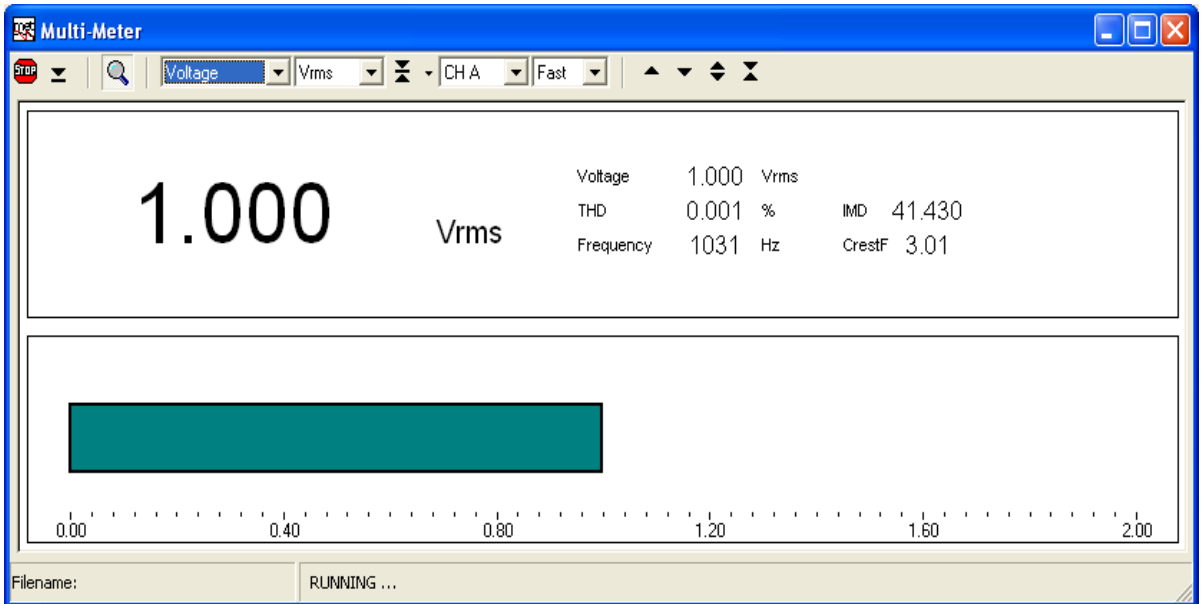 Multi-Meter
STOP Voltage Vrms CH A Fast
1.000 Vrms
Voltage 1.000 Vrms
THD 0.001 % IMD 41.430
Frequency 1031 Hz CrestF 3.01
0.00 0.40 0.80 1.20 1.60 2.00
Filename: RUNNING ...